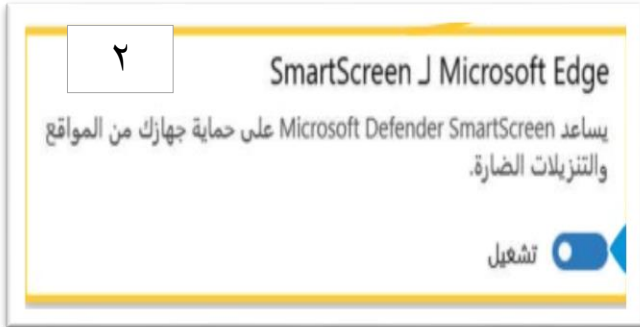 ٢
SmartScreen لـ Microsoft Edge
يساعد Microsoft Defender SmartScreen على حماية جهازك من المواقع
والتنزيلات الضارة.
تشغيل